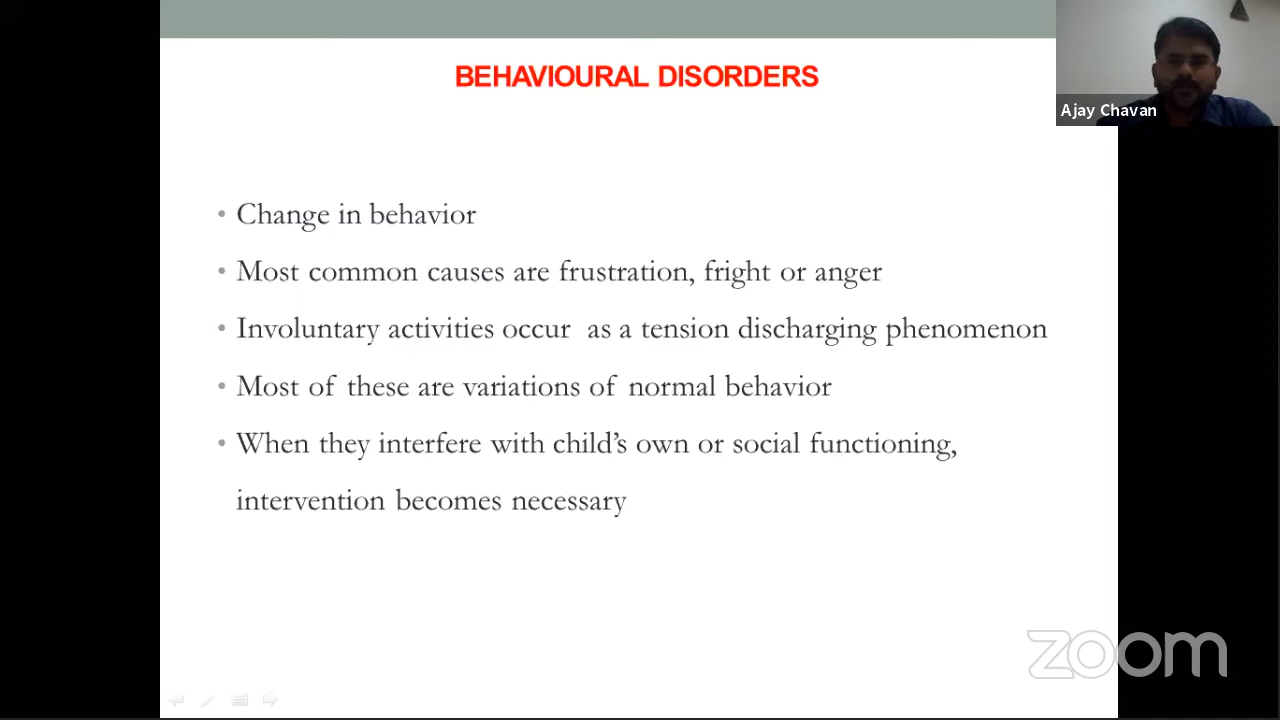 BEHAVIOURAL DISORDERS
Ajay Chavan
• Change in behavior
• Most common causes are frustration, fright or anger
• Involuntary activities occur as a tension discharging phenomenon
• Most of these are variations of normal behavior
• When they interfere with child's own or social functioning,
intervention becomes necessary
zoom